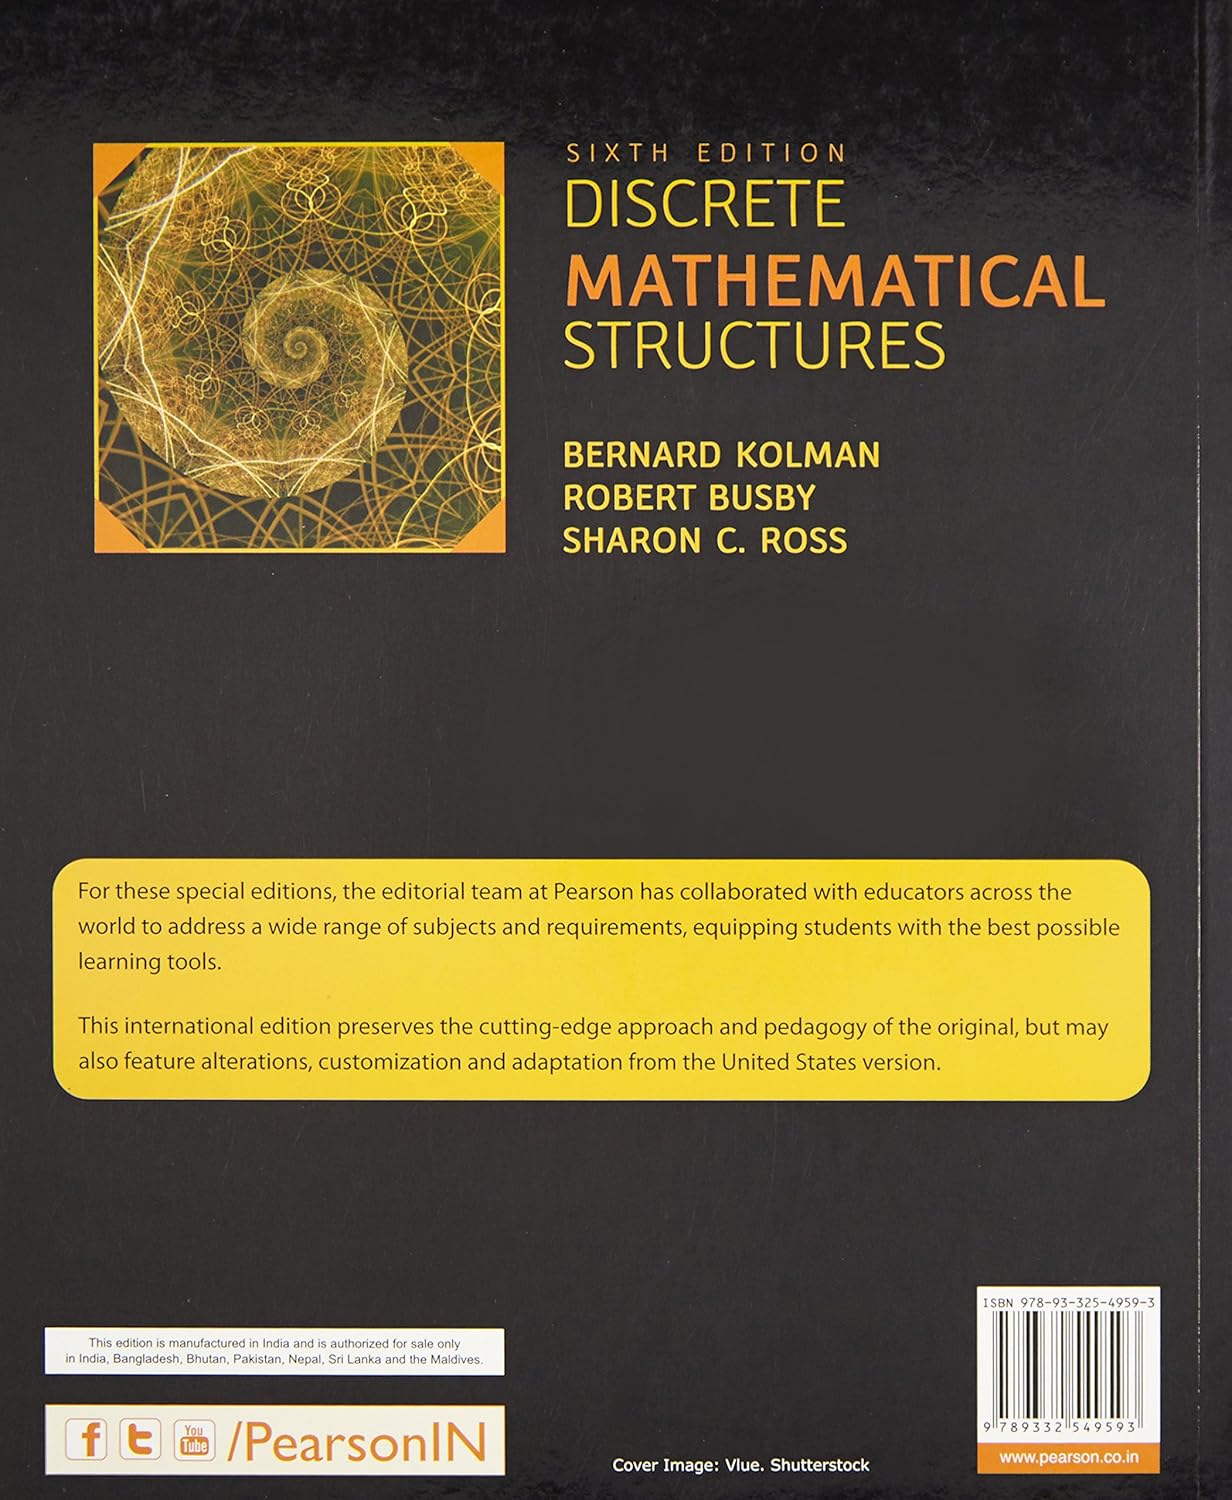 SIXTH EDITION
DISCRETE
MATHEMATICAL
STRUCTURES
BERNARD KOLMAN
ROBERT BUSBY
SHARON C. ROSS
For these special editions, the editorial team at Pearson has collaborated with educators across the
world to address a wide range of subjects and requirements, equipping students with the best possible
learning tools.
This international edition preserves the cutting-edge approach and pedagogy of the original, but may
also feature alterations, customization and adaptation from the United States version.
This edition is manufactured in India and is authorized for sale only
in India, Bangladesh, Bhutan, Pakistan, Nepal, Sri Lanka and the Maldives.
f t You Tube /PearsonIN
Cover Image: Vlue. Shutterstock
ISBN 978-93-325-4959-3
9 789332 549593
www.pearson.co.in